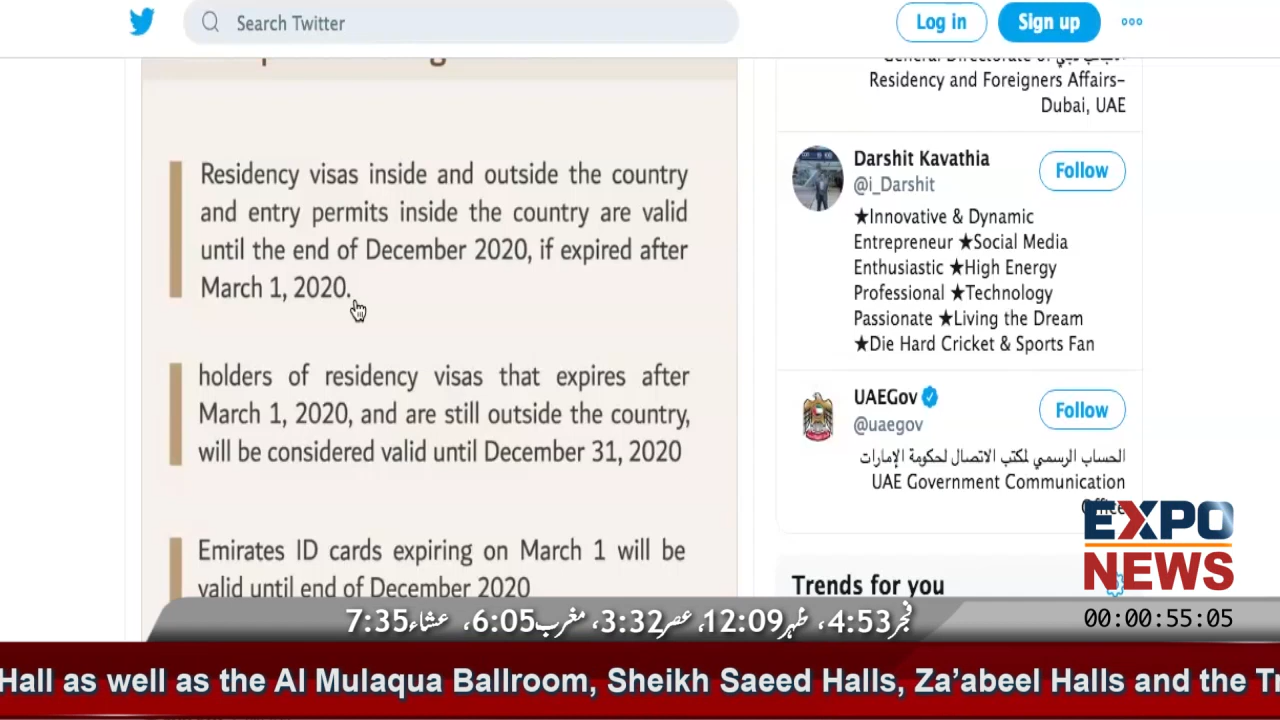 Search Twitter
Log in
Sign up
Residency visas inside and outside the country
and entry permits inside the country are valid
until the end of December 2020, if expired after
March 1, 2020.
holders of residency visas that expires after
March 1, 2020, and are still outside the country,
will be considered valid until December 31, 2020
Emirates ID cards expiring on March 1 will be
valid until end of December 2020
General Directorate of
Residency and Foreigners Affairs-
Dubai, UAE
Darshit Kavathia
@i_Darshit
Follow
★Innovative & Dynamic
Entrepreneur ★Social Media
Enthusiastic ★High Energy
Professional ★Technology
Passionate ★Living the Dream
★Die Hard Cricket & Sports Fan
UAEGov
@uaegov
Follow
الحساب الرسمي لمكتب الاتصال لحكومة الإمارات
UAE Government Communication
Office
Trends for you
EXPO
NEWS
00:00:55:05
فجر4:53، ظہر12:09، عصر3:32، مغرب6:05، عشاء7:35
Hall as well as the Al Mulaqua Ballroom, Sheikh Saeed Halls, Za’abeel Halls and the